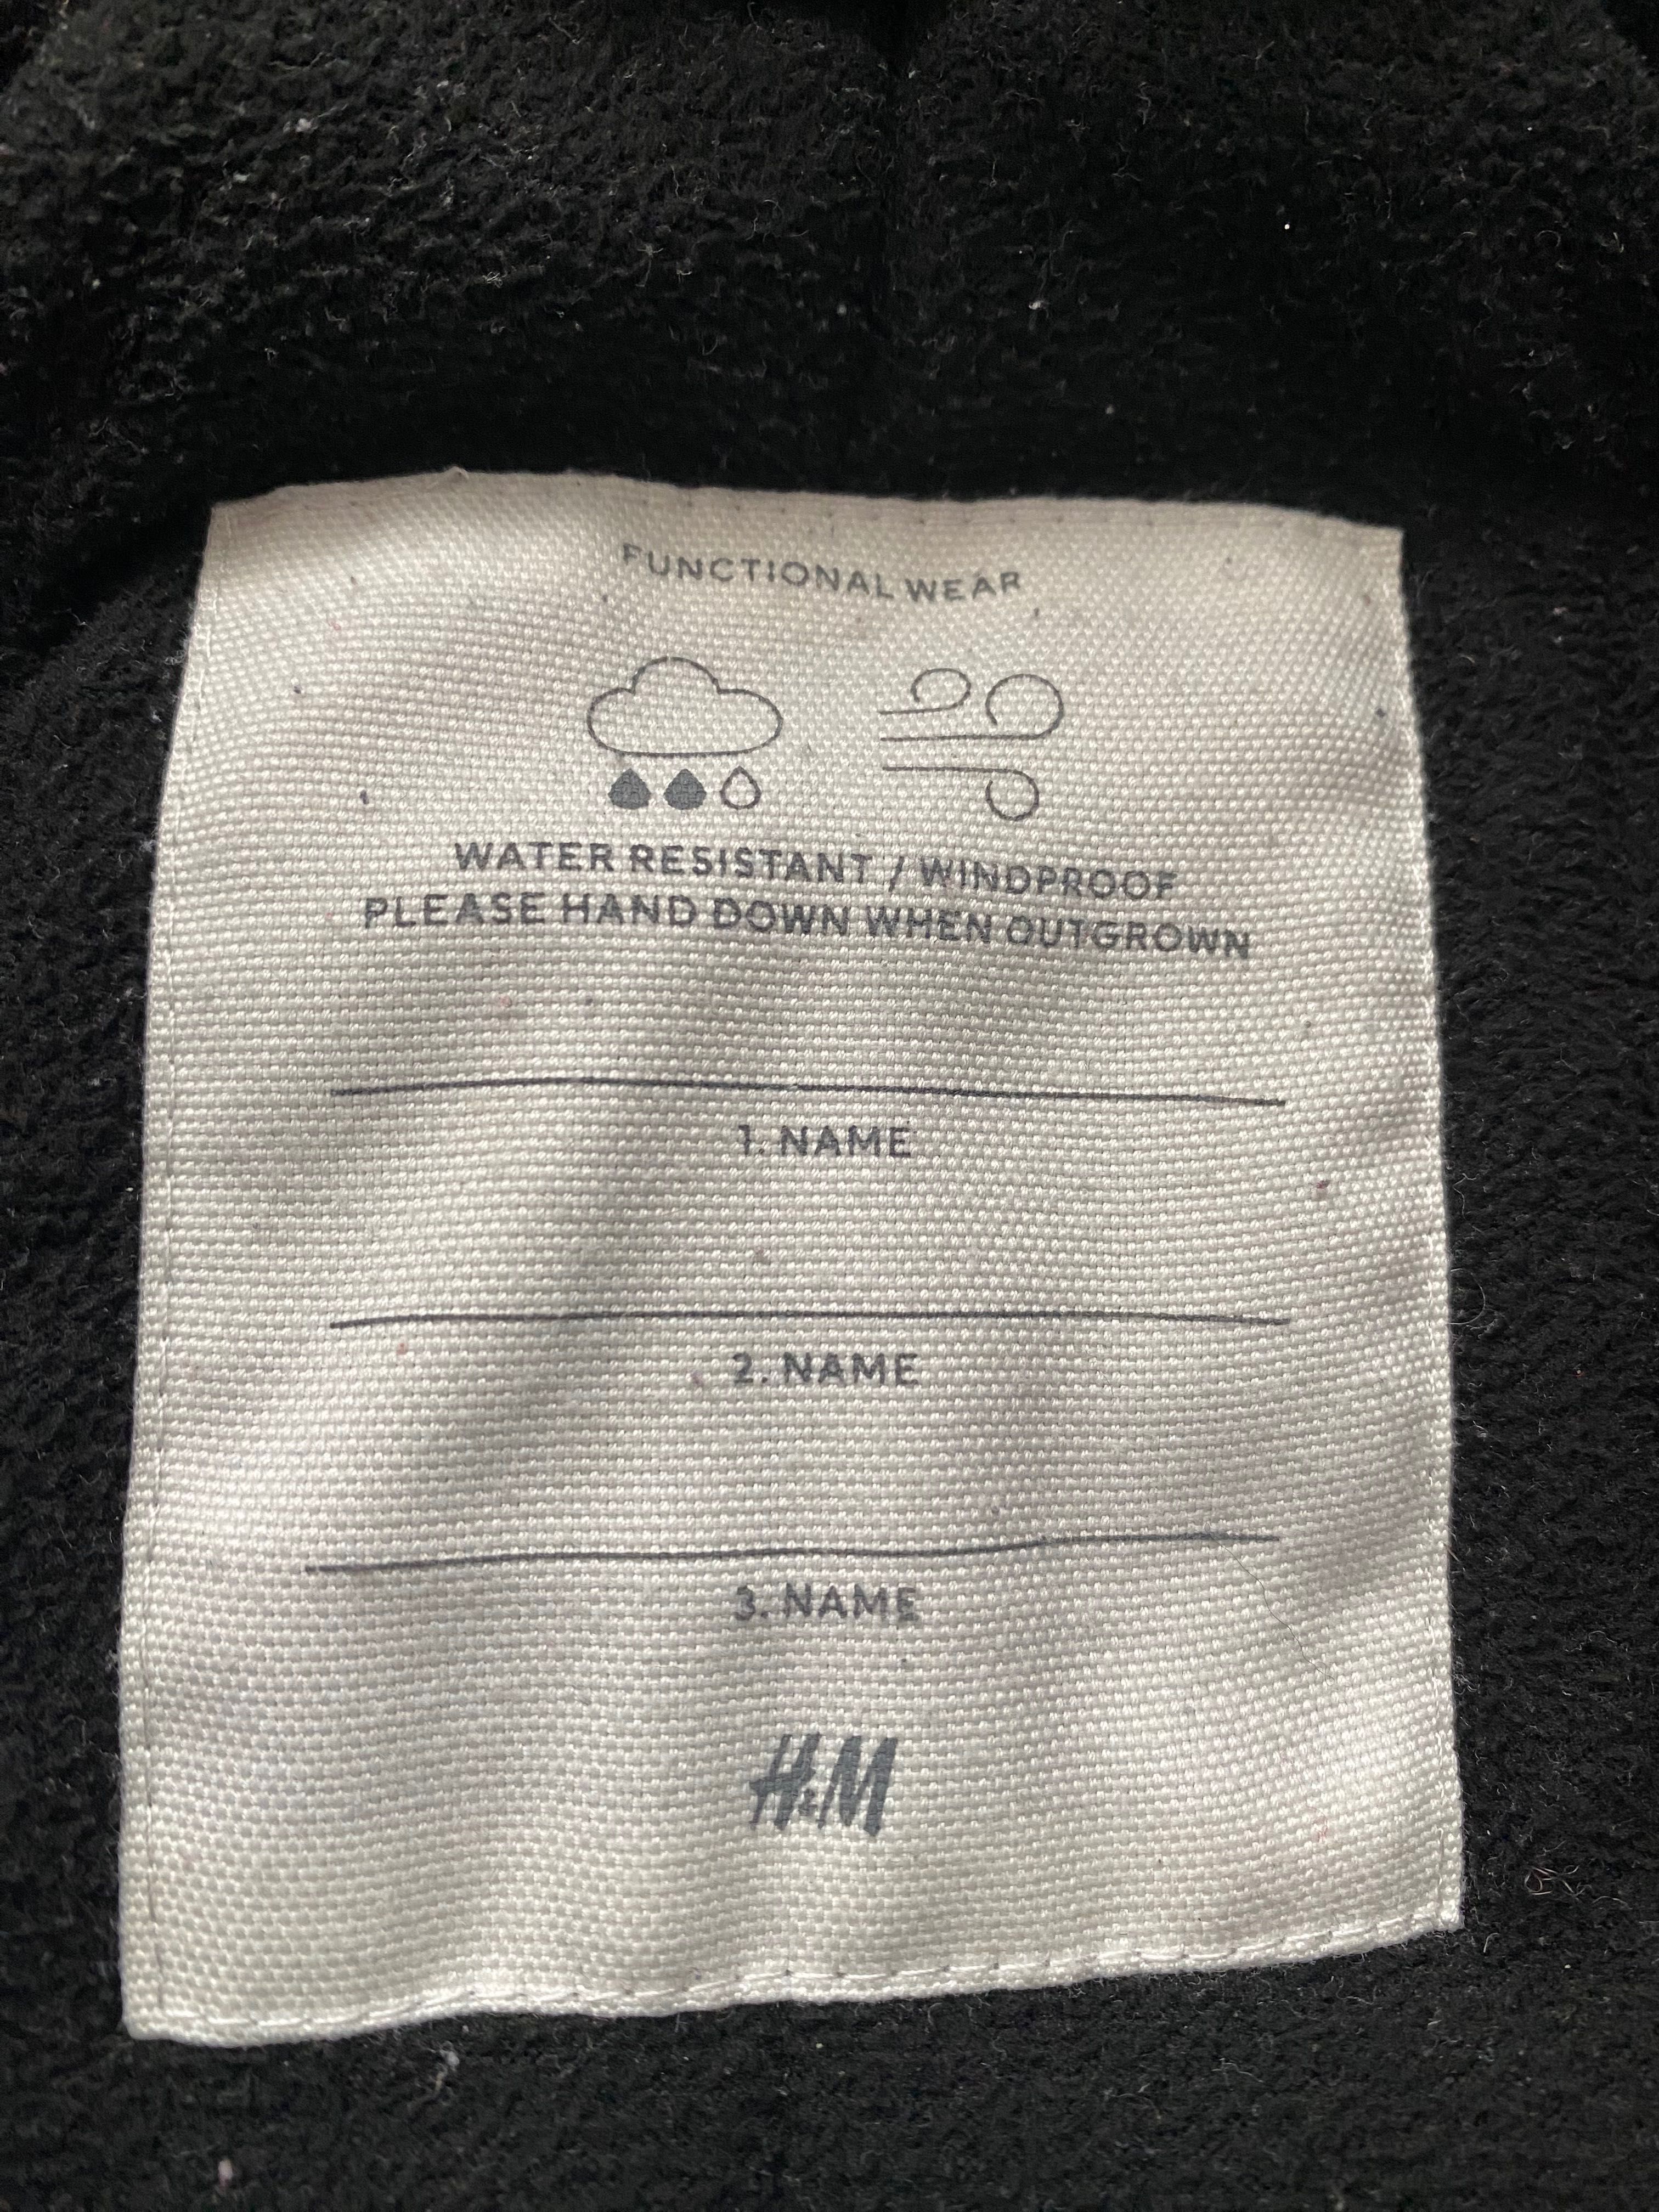 FUNCTIONAL WEAR
WATER RESISTANT / WINDPROOF
PLEASE HAND DOWN WHEN OUTGROWN
1. NAME
2. NAME
3. NAME
H&M